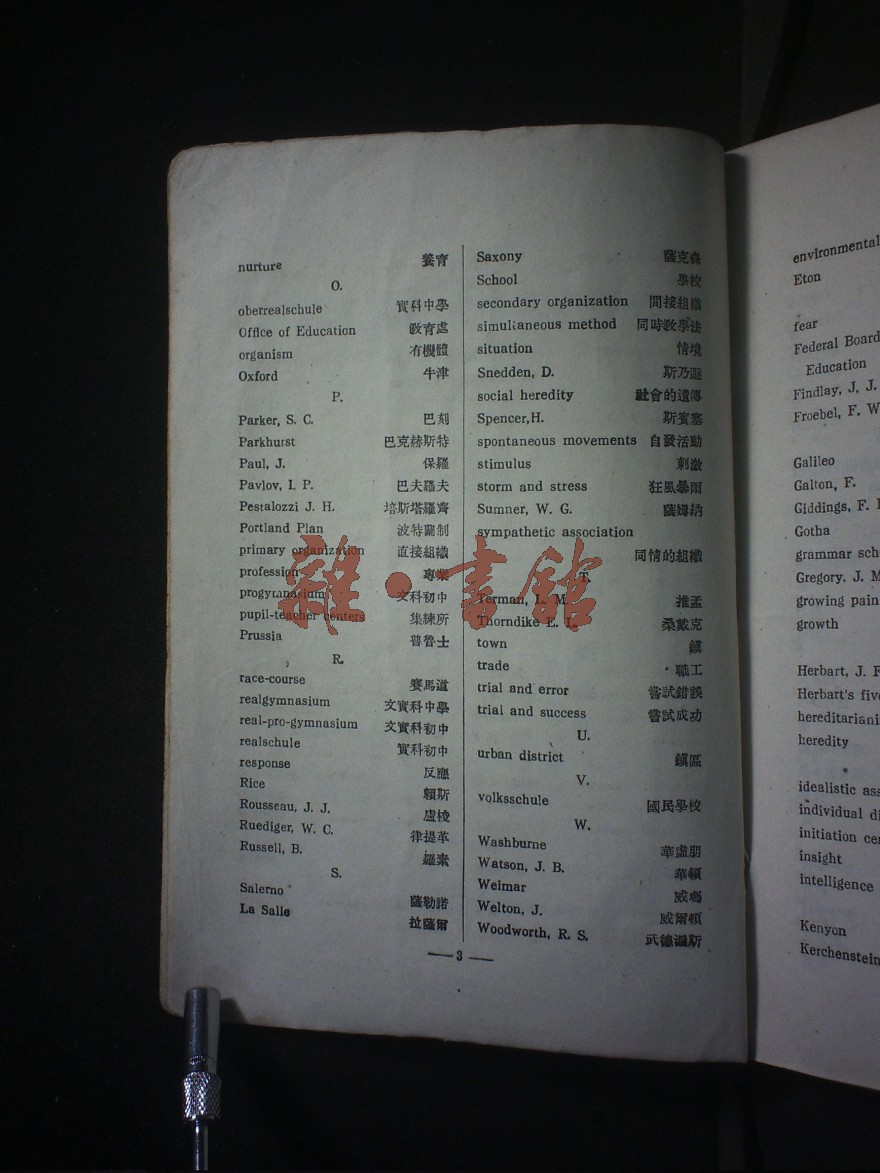 nurture 養育
O.
oberrealschule 實科中學
Office of Education 教育處
organism 有機體
Oxford 牛津
P.
Parker, S. C. 巴刻
Parkhurst 巴克赫斯特
Paul, J. 保羅
Pavlov, I. P. 巴夫羅夫
Pestalozzi J. H. 培斯塔羅齊
Portland Plan 波特蘭制
primary organization 直接組織
profession 專業
progymnasium 文科初中
pupil-teacher centers 集練所
Prussia 普魯士
R.
race-course 賽馬道
realgymnasium 文實科中學
real-pro-gymnasium 文實科初中
realschule 實科初中
response 反應
Rice 賴斯
Rousseau, J. J. 盧梭
Ruediger, W. C. 律提革
Russell, B. 羅素
S.
Salerno 薩勒諾
La Salle 拉薩爾
Saxony 薩克森
School 學校
secondary organization 間接組織
simultaneous method 同時教學法
situation 情境
Snedden, D. 斯乃登
social heredity 社會的遺傳
Spencer,H. 斯賓塞
spontaneous movements 自發活動
stimulus 刺激
storm and stress 狂風暴雨
Sumner, W. G. 薩姆納
sympathetic association
同情的組織
T.
Terman, L. M. 推孟
Thorndike E. L. 桑戴克
town 鎮
trade 職工
trial and error 嘗試錯誤
trial and success 嘗試成功
U.
urban district 鎮區
V.
volksschule 國民學校
W.
Washburne 華虛朋
Watson, J. B. 華頓
Weimar 威瑪
Welton, J. 威爾頓
Woodworth, R. S. 武德遜斯
— 3 —
environmental
Eton
fear
Federal Board
Education
Findlay, J. J.
Froebel, F. W
Galileo
Galton, F.
Giddings, F.
Gotha
grammar sch
Gregory. J. M
growing pain
growth
Herbart, J. F
Herbart's five
hereditariani
heredity
idealistic ass
individual di
initiation ce
insight
intelligence
Kenyon
Kerchenstein
雜·書館